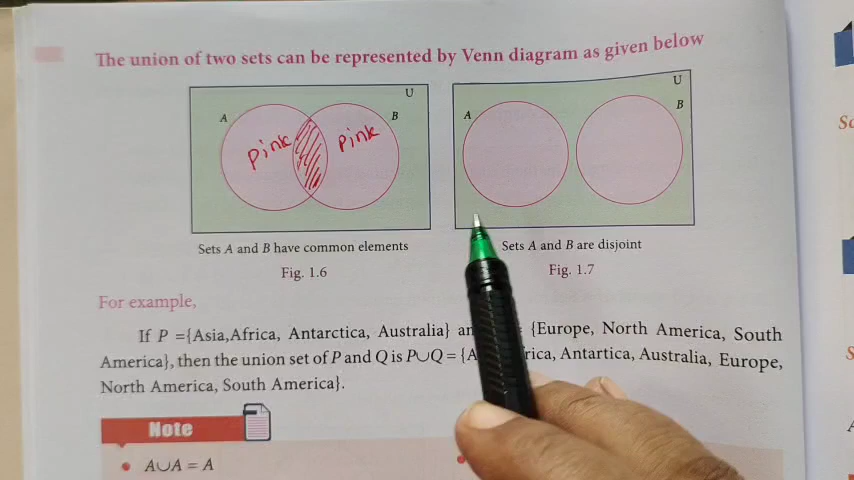 The union of two sets can be represented by Venn diagram as given below
U
A
B
pink
pink
U
A
B
Sets A and B have common elements
Fig. 1.6
Sets A and B are disjoint
Fig. 1.7
For example,
If P ={Asia,Africa, Antarctica, Australia} {Europe, North America, South
America}, then the union set of P and Q is P∪Q = {A Antartica, Australia, Europe,
North America, South America}.
Note
• A∪A = A